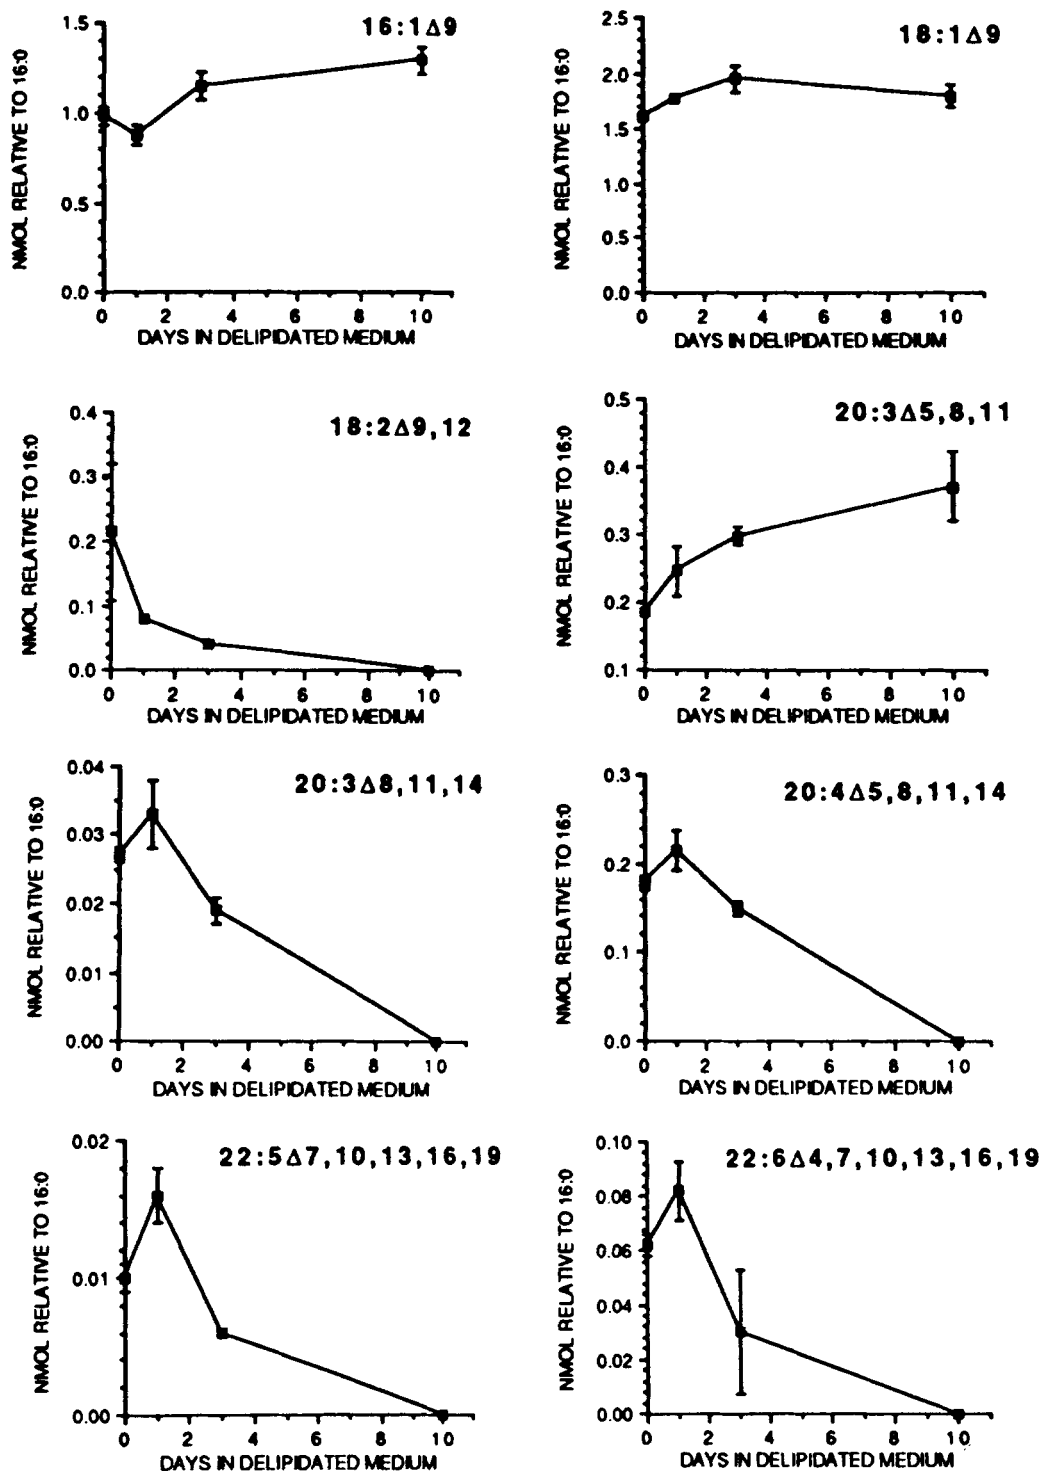 16:1Δ9
NMOL RELATIVE TO 16:0
1.5
1.0
0.5
0.0
0 2 4 6 8 10
DAYS IN DELIPIDATED MEDIUM
18:1Δ9
NMOL RELATIVE TO 16:0
2.5
2.0
1.5
1.0
0.5
0.0
0 2 4 6 8 10
DAYS IN DELIPIDATED MEDIUM
18:2Δ9,12
NMOL RELATIVE TO 16:0
0.4
0.3
0.2
0.1
0.0
0 2 4 6 8 10
DAYS IN DELIPIDATED MEDIUM
20:3Δ5,8,11
NMOL RELATIVE TO 16:0
0.5
0.4
0.3
0.2
0.1
0 2 4 6 8 10
DAYS IN DELIPIDATED MEDIUM
20:3Δ8,11,14
NMOL RELATIVE TO 16:0
0.04
0.03
0.02
0.01
0.00
0 2 4 6 8 10
DAYS IN DELIPIDATED MEDIUM
20:4Δ5,8,11,14
NMOL RELATIVE TO 16:0
0.3
0.2
0.1
0.0
0 2 4 6 8 10
DAYS IN DELIPIDATED MEDIUM
22:5Δ7,10,13,16,19
NMOL RELATIVE TO 16:0
0.02
0.01
0.00
0 2 4 6 8 10
DAYS IN DELIPIDATED MEDIUM
22:6Δ4,7,10,13,16,19
NMOL RELATIVE TO 16:0
0.10
0.08
0.06
0.04
0.02
0.00
0 2 4 6 8 10
DAYS IN DELIPIDATED MEDIUM